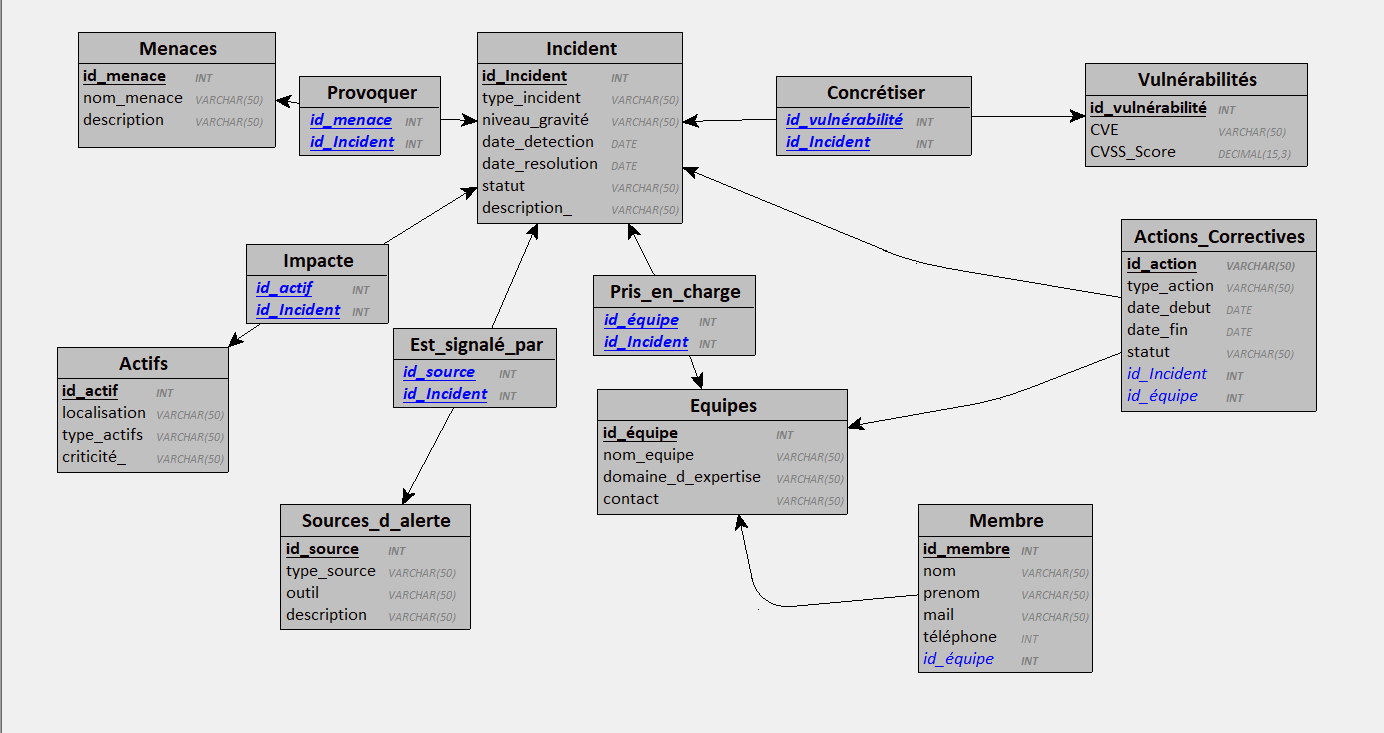 Menaces
id_menace INT
nom_menace VARCHAR(50)
description VARCHAR(50)
Provoquer
id_menace INT
id_Incident INT
Incident
id_Incident INT
type_incident VARCHAR(50)
niveau_gravité VARCHAR(50)
date_detection DATE
date_resolution DATE
statut VARCHAR(50)
description_ VARCHAR(50)
Concrétiser
id_vulnérabilité INT
id_Incident INT
Vulnérabilités
id_vulnérabilité INT
CVE VARCHAR(50)
CVSS_Score DECIMAL(15,3)
Impacte
id_actif INT
id_Incident INT
Actifs
id_actif INT
localisation VARCHAR(50)
type_actifs VARCHAR(50)
criticité_ VARCHAR(50)
Est_signalé_par
id_source INT
id_Incident INT
Pris_en_charge
id_équipe INT
id_Incident INT
Actions_Correctives
id_action VARCHAR(50)
type_action VARCHAR(50)
date_debut DATE
date_fin DATE
statut VARCHAR(50)
id_Incident INT
id_équipe INT
Equipes
id_équipe INT
nom_equipe VARCHAR(50)
domaine_d_expertise VARCHAR(50)
contact VARCHAR(50)
Sources_d_alerte
id_source INT
type_source VARCHAR(50)
outil VARCHAR(50)
description VARCHAR(50)
Membre
id_membre INT
nom VARCHAR(50)
prenom VARCHAR(50)
mail VARCHAR(50)
téléphone INT
id_équipe INT